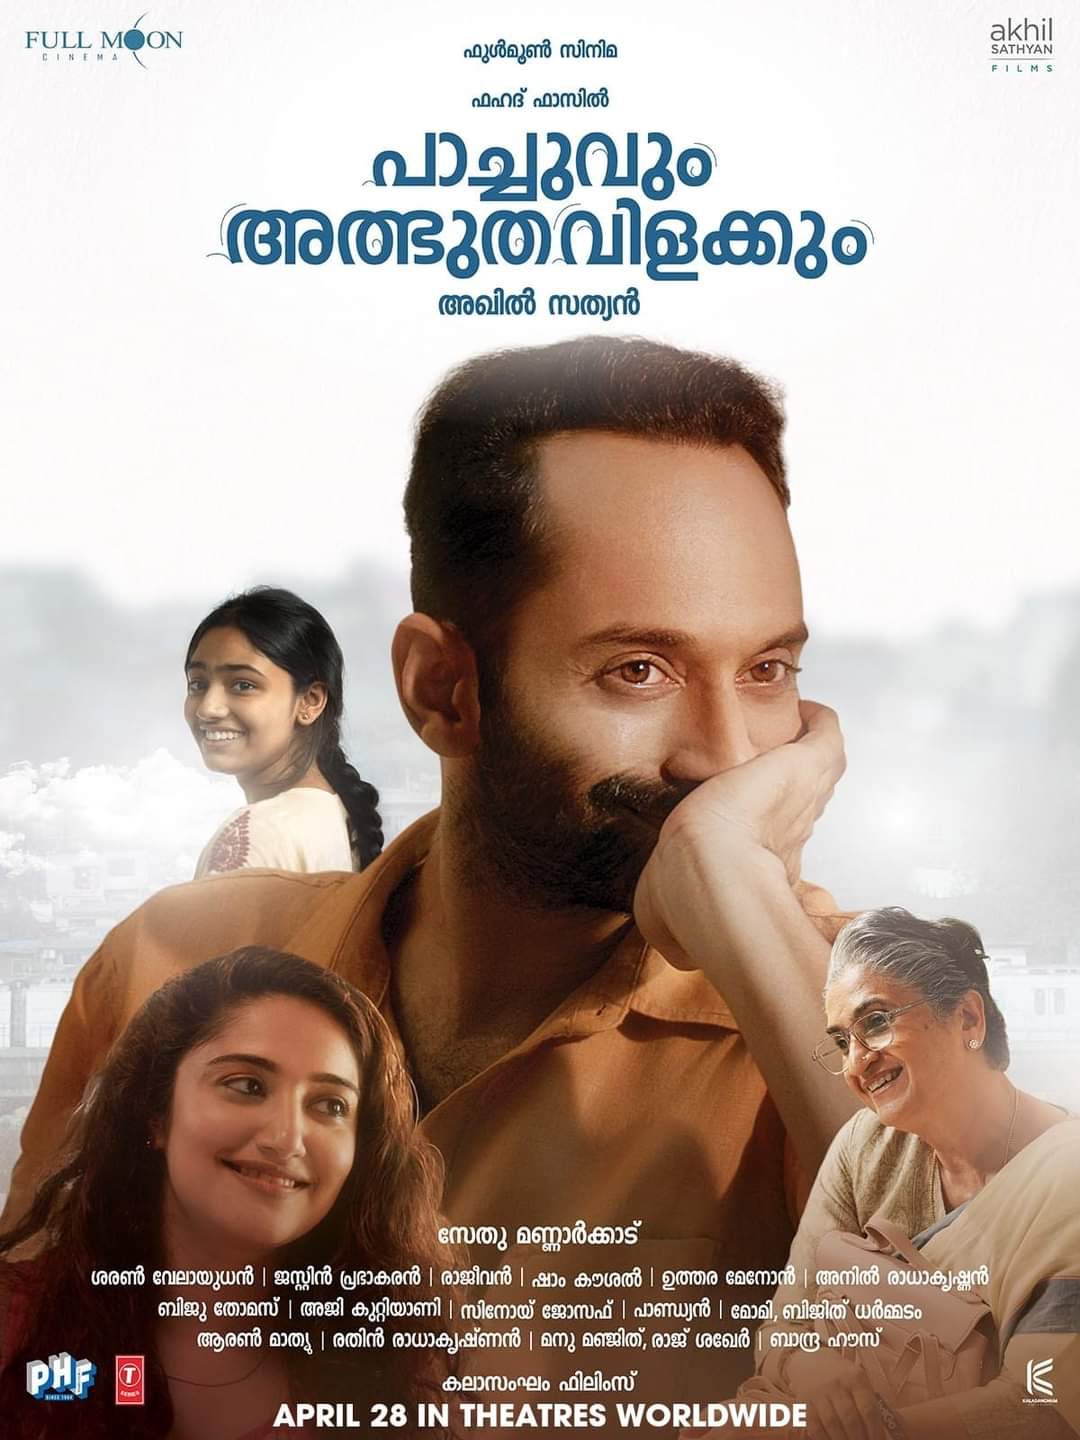 FULL MOON
CINEMA
akhil
SATHYAN
FILMS
ഫുൾമൂൺ സിനിമ
ഫഹദ് ഫാസിൽ
പാച്ചുവും
അത്ഭുതവിളക്കും
അഖിൽ സത്യൻ
സേതു മണ്ണാർക്കാട്
ശരൺ വേലായുധൻ | ജസ്റ്റിൻ പ്രഭാകരൻ | രാജീവൻ | ഷാം കൗശൽ | ഉത്തര മേനോൻ | അനിൽ രാധാകൃഷ്ണൻ
ബിജു തോമസ് | അജി കുറ്റിയാണി | സിനോയ് ജോസഫ് | പാണ്ഡ്യൻ | മോമി, ബിജിത് ധർമ്മടം
ആരൺ മാത്യു | രതിൻ രാധാകൃഷ്ണൻ | മനു മഞ്ജിത്, രാജ് ശഖേർ | ബാന്ദ്ര ഹൗസ്
PHF
T
SERIES
കലാസംഘം ഫിലിംസ്
APRIL 28 IN THEATRES WORLDWIDE